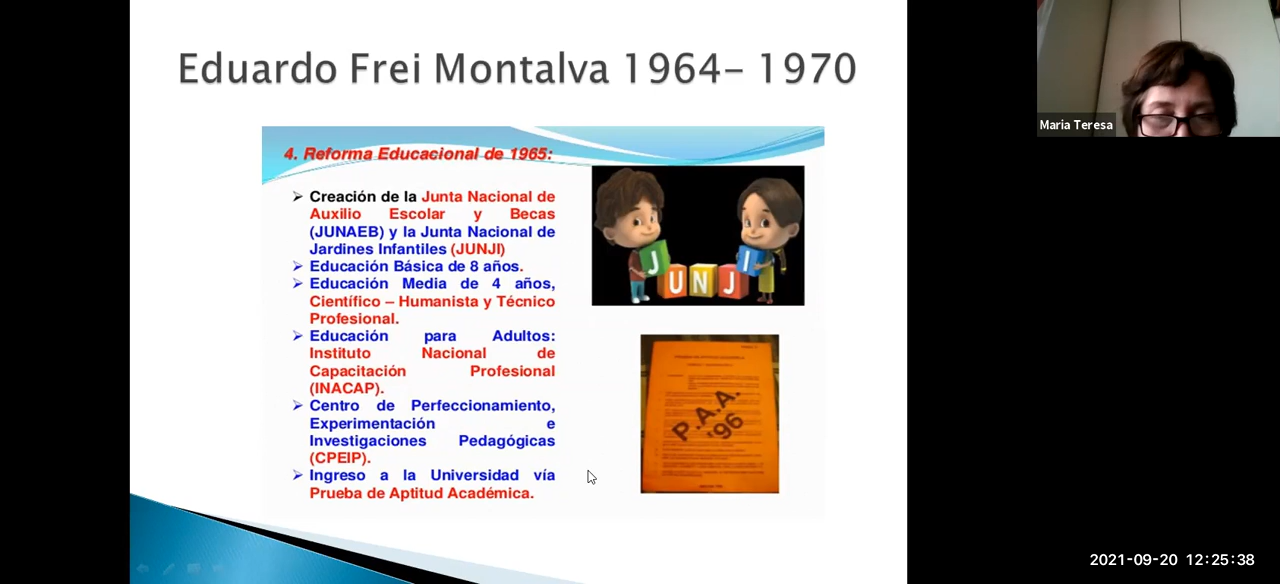 Eduardo Frei Montalva 1964– 1970
Maria Teresa
4. Reforma Educacional de 1965:
Creación de la Junta Nacional de
Auxilio Escolar y Becas
(JUNAEB) y la Junta Nacional de
Jardines Infantiles (JUNJI)
Educación Básica de 8 años.
Educación Media de 4 años,
Científico – Humanista y Técnico
Profesional.
Educación para Adultos:
Instituto Nacional de
Capacitación Profesional
(INACAP).
Centro de Perfeccionamiento,
Experimentación e
Investigaciones Pedagógicas
(CPEIP).
Ingreso a la Universidad vía
Prueba de Aptitud Académica.
JUNJI
P.A.A.
'96
2021-09-20 12:25:38